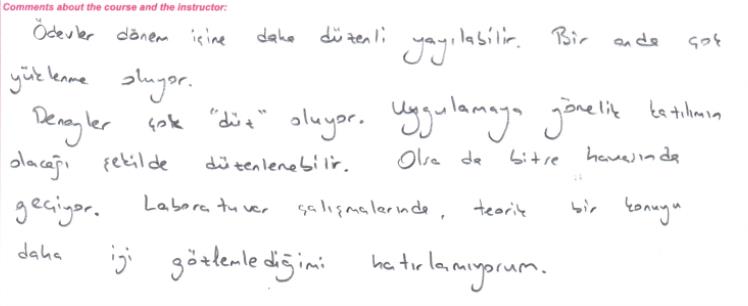 Comments about the course and the instructor:
Ödevler dönem içine daha düzenli yayılabilir. Bir anda çok
yüklenme oluyor.
Deneyler çok "düz" oluyor. Uygulamaya yönelik katılımın
olacağı şekilde düzenlenebilir. Olsa da bitse havasında
geçiyor. Laboratuvar çalışmalarında, teorik bir konuyu
daha iyi gözlemlediğimi hatırlamıyorum.